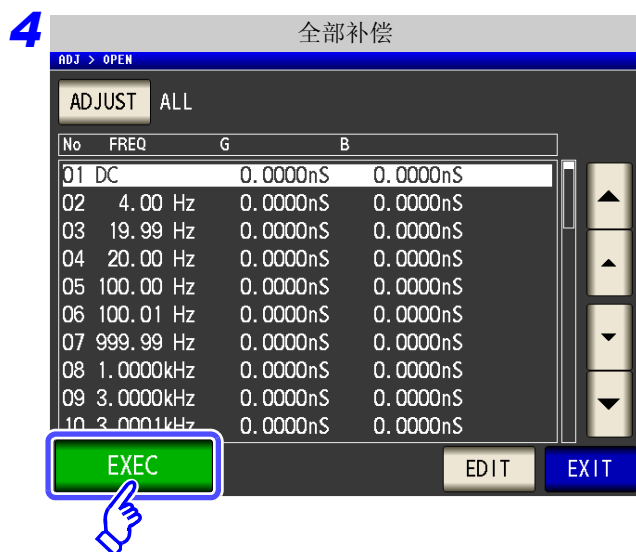 4
全部补偿
ADJ > OPEN
ADJUST ALL
No FREQ G B
01 DC 0.0000nS 0.0000nS
02 4.00 Hz 0.0000nS 0.0000nS
03 19.99 Hz 0.0000nS 0.0000nS
04 20.00 Hz 0.0000nS 0.0000nS
05 100.00 Hz 0.0000nS 0.0000nS
06 100.01 Hz 0.0000nS 0.0000nS
07 999.99 Hz 0.0000nS 0.0000nS
08 1.0000kHz 0.0000nS 0.0000nS
09 3.0000kHz 0.0000nS 0.0000nS
10 3.0001kHz 0.0000nS 0.0000nS
EXEC EDIT EXIT